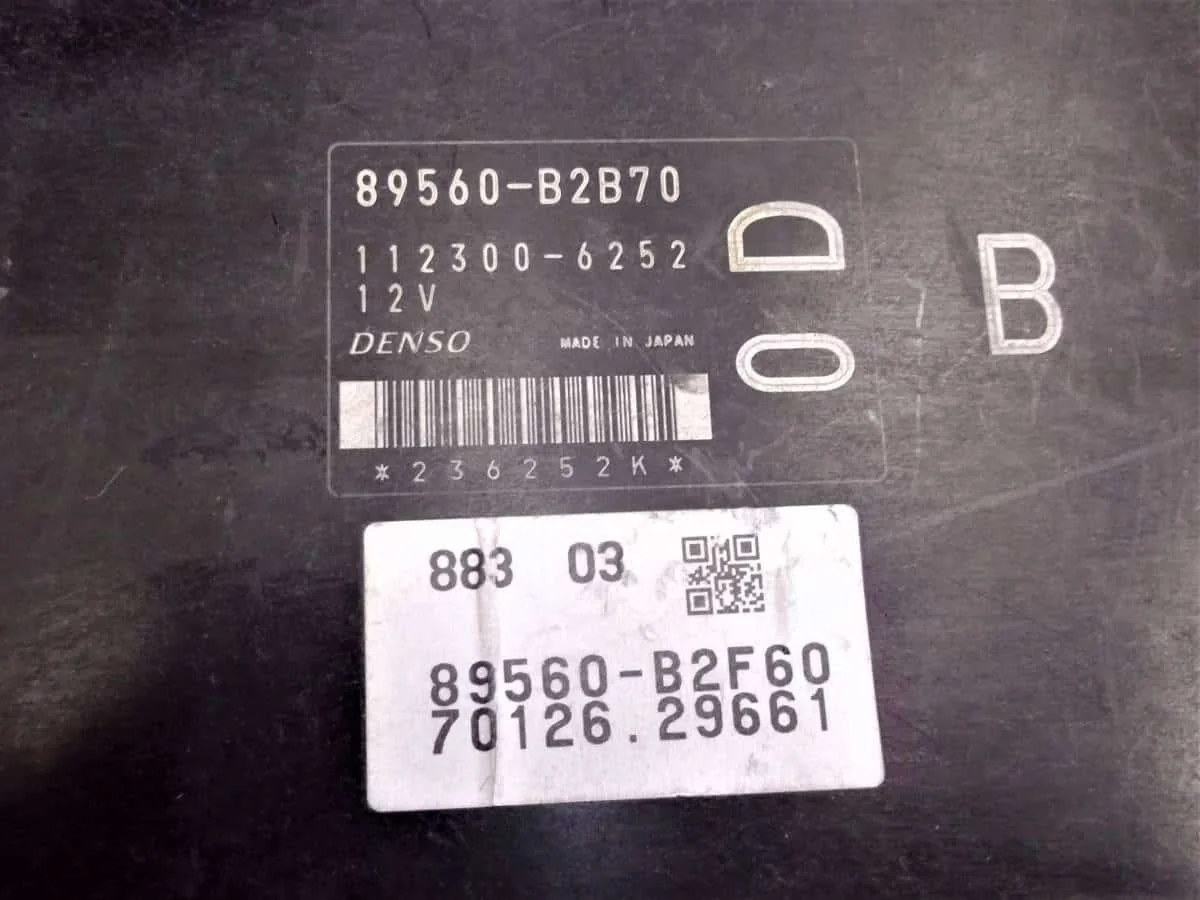 89560-B2B70
112300-6252
12V
DENSO MADE IN JAPAN
*236252K*
D
0
B
883 03
89560-B2F60
70126.29661